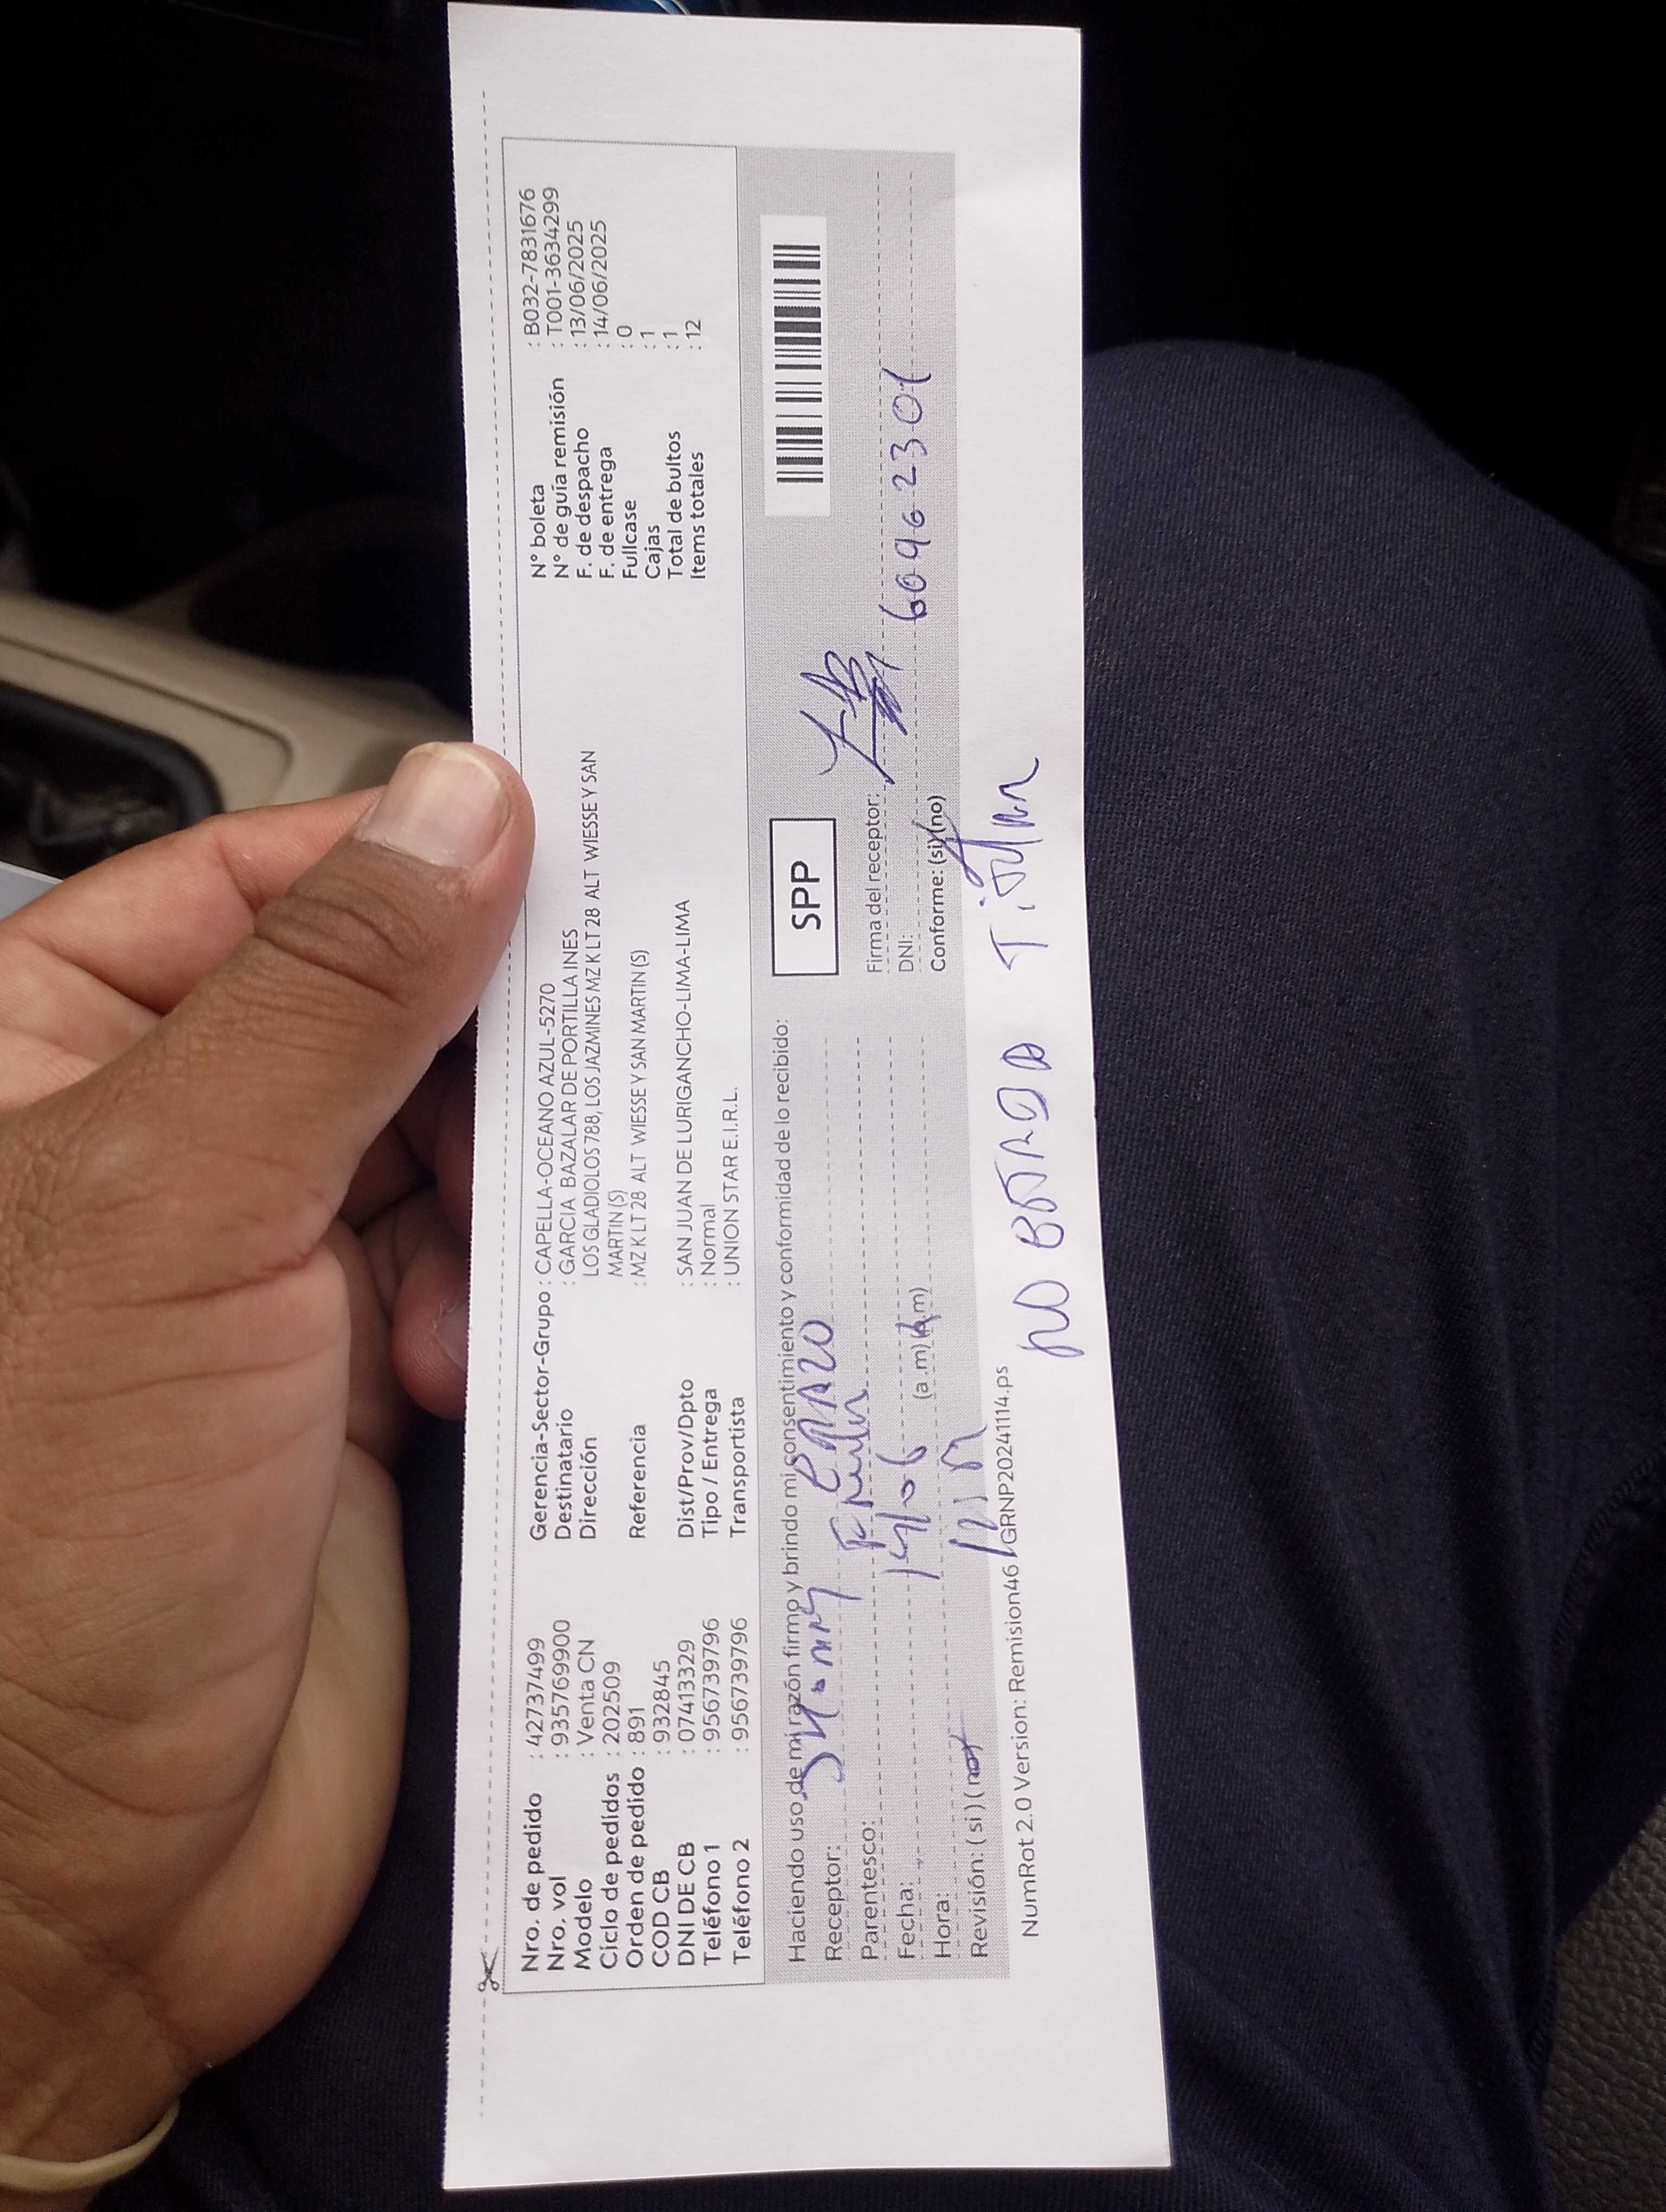 Nro. de pedido : 42737499
Nro. vol : 935769900
Modelo : Venta CN
Ciclo de pedidos : 202509
Orden de pedido : 891
COD CB : 932845
DNI DE CB : 07413329
Teléfono 1 : 956739796
Teléfono 2 : 956739796
Gerencia-Sector-Grupo : CAPELLA-OCEANO AZUL-5270
Destinatario : GARCIA BAZALAR DE PORTILLA INES
Dirección LOS GLADIOLOS 788, LOS JAZMINES MZ K LT 28 ALT WIESSE Y SAN
MARTIN (S)
Referencia : MZ K LT 28 ALT WIESSE Y SAN MARTIN (S)
Dist/Prov/Dpto : SAN JUAN DE LURIGANCHO-LIMA-LIMA
Tipo / Entrega : Normal
Transportista : UNION STAR E.I.R.L.
N° boleta : B032-7831676
N° de guía remisión : T001-3634299
F. de despacho : 13/06/2025
F. de entrega : 14/06/2025
Fullcase : 0
Cajas : 1
Total de bultos : 1
Items totales : 12
Haciendo uso de mi razón firmo y brindo mi consentimiento y conformidad de lo recibido:
Receptor:
Parentesco:
Fecha: 14/06
Hora: (a.m) (p.m)
Revisión: (si) (no)
SPP
Firma del receptor:
DNI: 60962301
Conforme: (si) (no)
NumRot 2.0 Version: Remision46 GRNP20241114.ps
NO